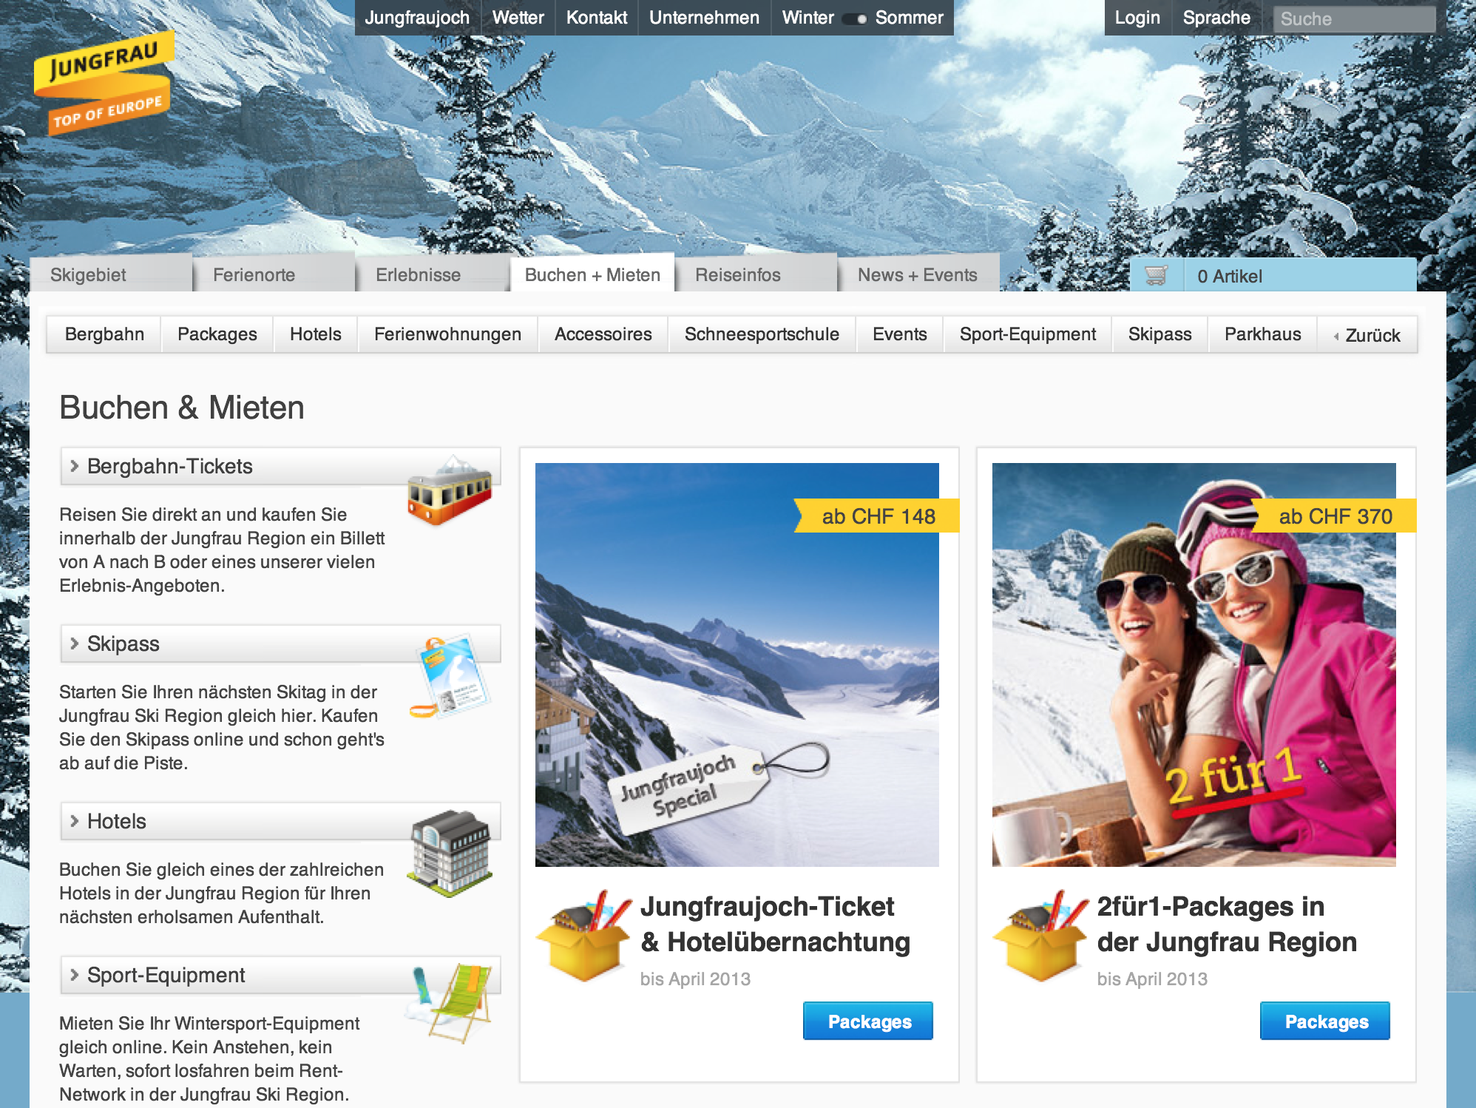 Jungfraujoch Wetter Kontakt Unternehmen Winter Sommer Login Sprache Suche
JUNGFRAU
TOP OF EUROPE
Skigebiet Ferienorte Erlebnisse Buchen + Mieten Reiseinfos News + Events 0 Artikel
Bergbahn Packages Hotels Ferienwohnungen Accessoires Schneesportschule Events Sport-Equipment Skipass Parkhaus Zurück
Buchen & Mieten
Bergbahn-Tickets
Reisen Sie direkt an und kaufen Sie
innerhalb der Jungfrau Region ein Billett
von A nach B oder eines unserer vielen
Erlebnis-Angeboten.
Skipass
Starten Sie Ihren nächsten Skitag in der
Jungfrau Ski Region gleich hier. Kaufen
Sie den Skipass online und schon geht's
ab auf die Piste.
Hotels
Buchen Sie gleich eines der zahlreichen
Hotels in der Jungfrau Region für Ihren
nächsten erholsamen Aufenthalt.
Sport-Equipment
Mieten Sie Ihr Wintersport-Equipment
gleich online. Kein Anstehen, kein
Warten, sofort losfahren beim Rent-
Network in der Jungfrau Ski Region.
ab CHF 148
Jungfraujoch
Special
Jungfraujoch-Ticket
& Hotelübernachtung
bis April 2013
Packages
ab CHF 370
2 für 1
2für1-Packages in
der Jungfrau Region
bis April 2013
Packages